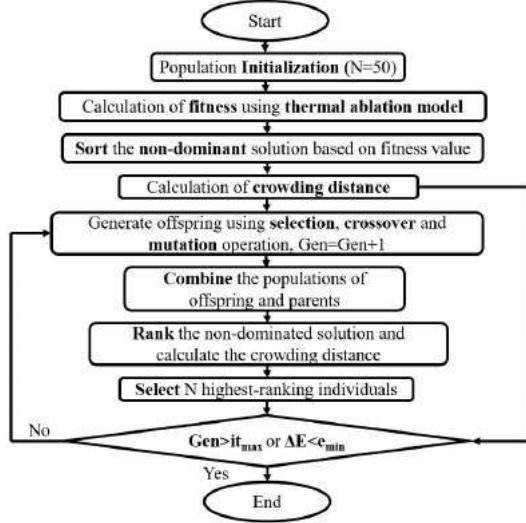 Start
Population Initialization (N=50)
Calculation of fitness using thermal ablation model
Sort the non-dominant solution based on fitness value
Calculation of crowding distance
Generate offspring using selection, crossover and
mutation operation, Gen=Gen+1
Combine the populations of
offspring and parents
Rank the non-dominated solution and
calculate the crowding distance
Select N highest-ranking individuals
No
Gen>it_max or ΔE<e_min
Yes
End